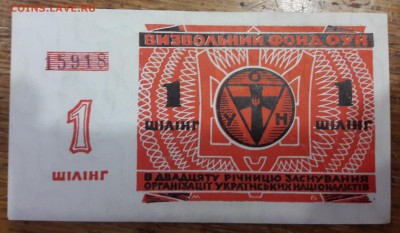 coins.lave.ru
ВИЗВОЛЬНИЙ ФОНД ОУН
15918
1
ШІЛІНГ
1
ШІЛІНГ
О
У Н
1
ШІЛІНГ
В ДВАДЦЯТУ РІЧНИЦЮ ЗАСНУВАННЯ
ОРГАНІЗАЦІЇ УКРАЇНСЬКИХ НАЦІОНАЛІСТІВ
М Б